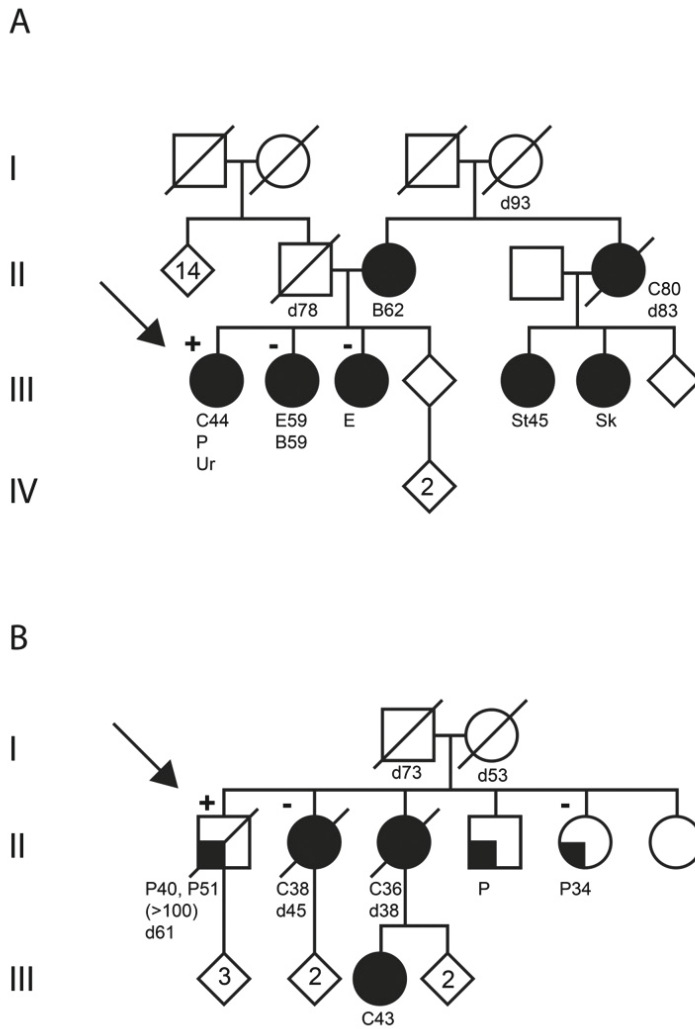 A
I
d93
II
14
d78
B62
C80
d83
+
-
-
III
C44
P
Ur
E59
B59
E
St45
Sk
IV
2
B
I
d73
d53
+
-
-
II
P40, P51
(>100)
d61
C38
d45
C36
d38
P
P34
III
3
2
2
C43